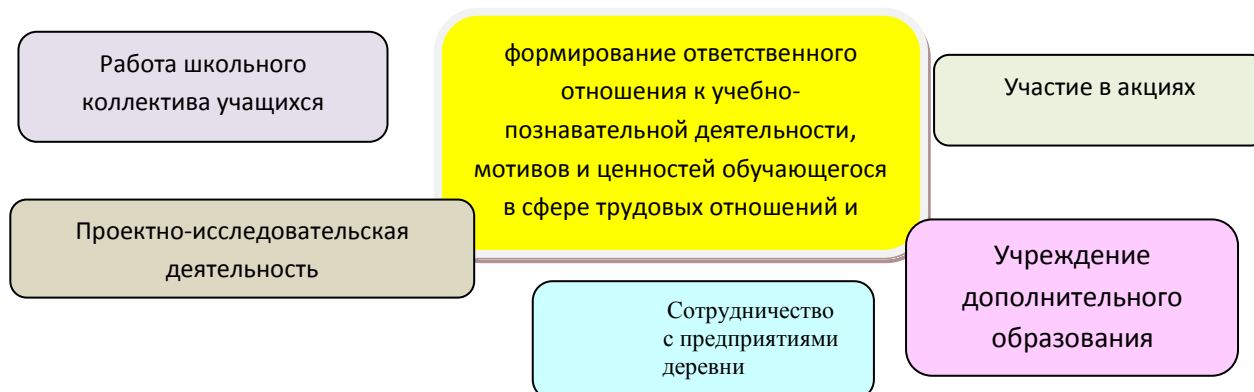 Работа школьного
коллектива учащихся
формирование ответственного
отношения к учебно-
познавательной деятельности,
мотивов и ценностей обучающегося
в сфере трудовых отношений и
Участие в акциях
Проектно-исследовательская
деятельность
Учреждение
дополнительного
образования
Сотрудничество
с предприятиями
деревни